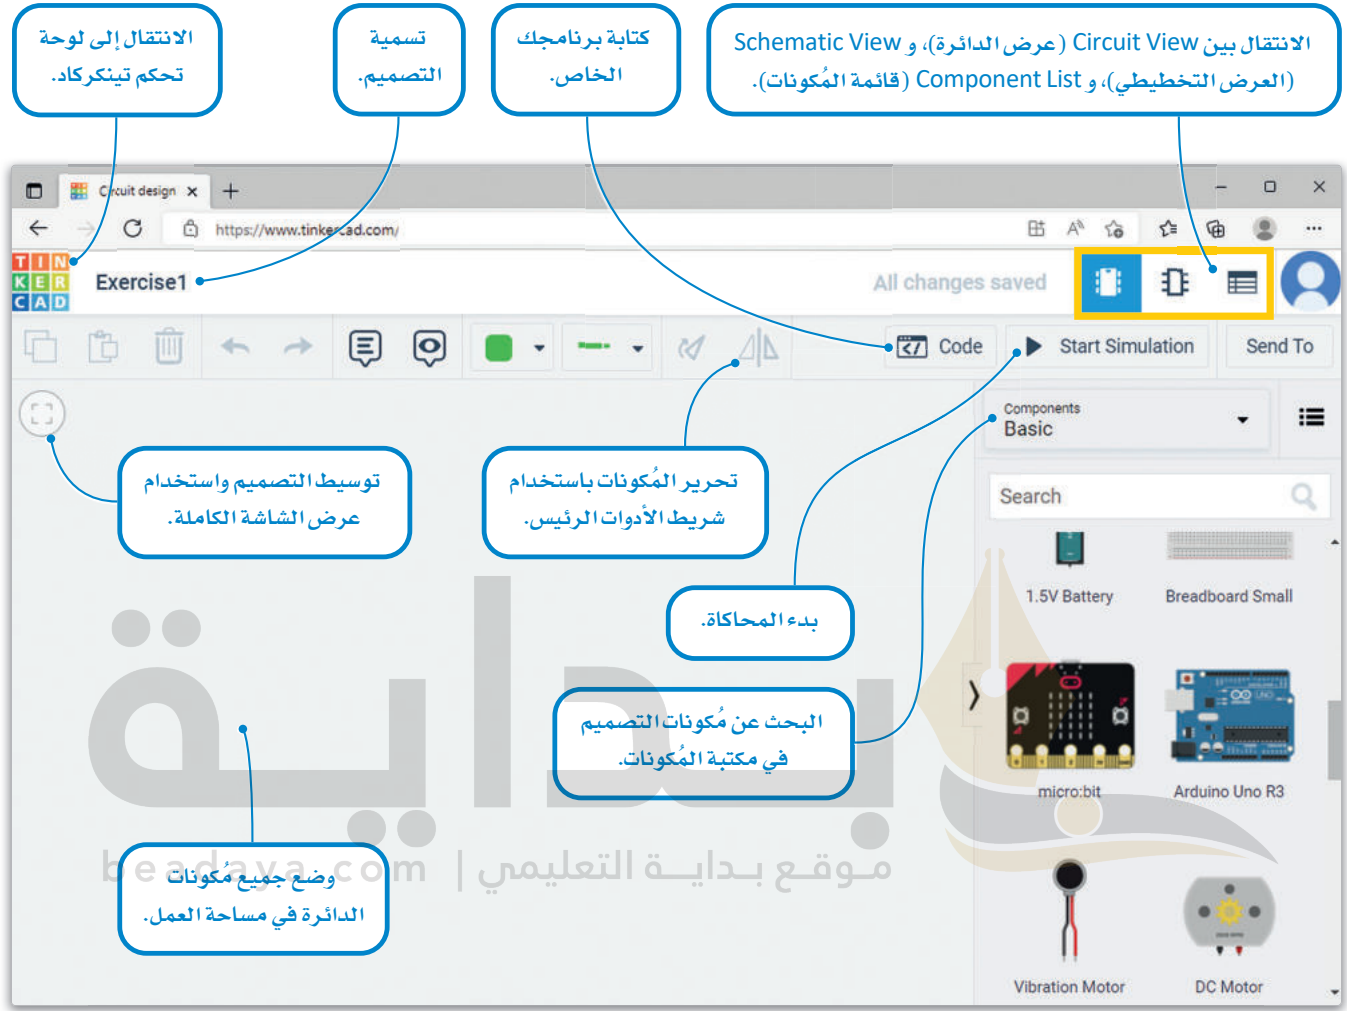 الانتقال إلى لوحة
تحكم تينكركاد.
تسمية
التصميم.
كتابة برنامجك
الخاص.
الانتقال بين Circuit View (عرض الدائرة)، و Schematic View
(العرض التخطيطي)، و Component List (قائمة المُكونات).
Circuit design
https://www.tinkercad.com/
TIN
KER
CAD
Exercise1
All changes saved
Code
Start Simulation
Send To
Components
Basic
Search
توسيط التصميم واستخدام
عرض الشاشة الكاملة.
تحرير المُكونات باستخدام
شريط الأدوات الرئيس.
1.5V Battery
Breadboard Small
بدء المحاكاة.
البحث عن مُكونات التصميم
في مكتبة المُكونات.
micro:bit
Arduino Uno R3
بداية
موقع بداية التعليمي | beadaya.com
وضع جميع مُكونات
الدائرة في مساحة العمل.
Vibration Motor
DC Motor